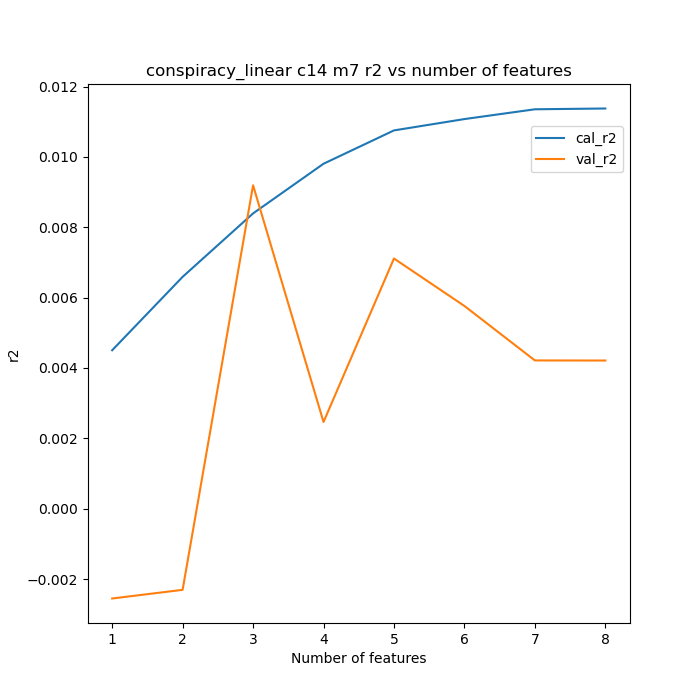 conspiracy_linear c14 m7 r2 vs number of features
0.012
0.010
0.008
0.006
0.004
0.002
0.000
−0.002
r2
cal_r2
val_r2
1 2 3 4 5 6 7 8
Number of features